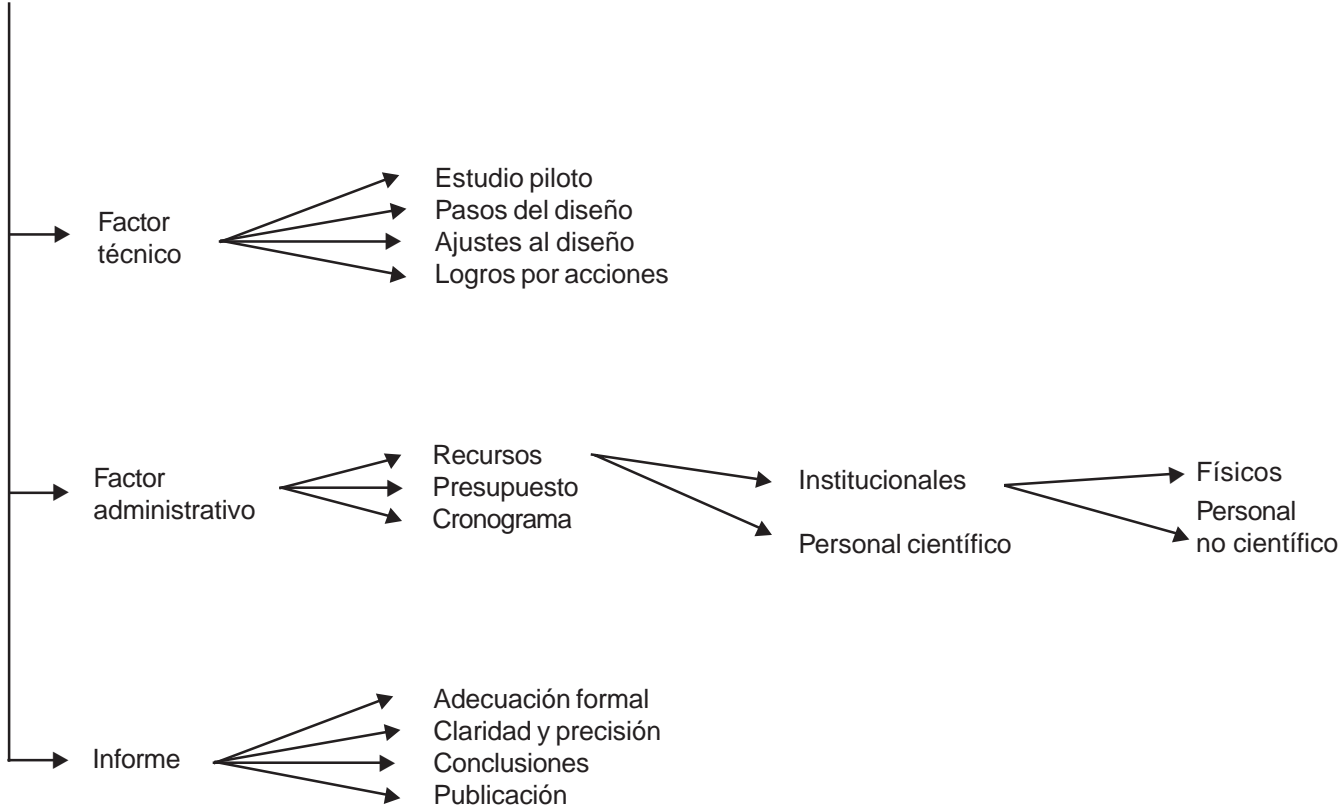 Factor
técnico
Estudio piloto
Pasos del diseño
Ajustes al diseño
Logros por acciones
Factor
administrativo
Recursos
Presupuesto
Cronograma
Institucionales
Personal científico
Físicos
Personal
no científico
Informe
Adecuación formal
Claridad y precisión
Conclusiones
Publicación